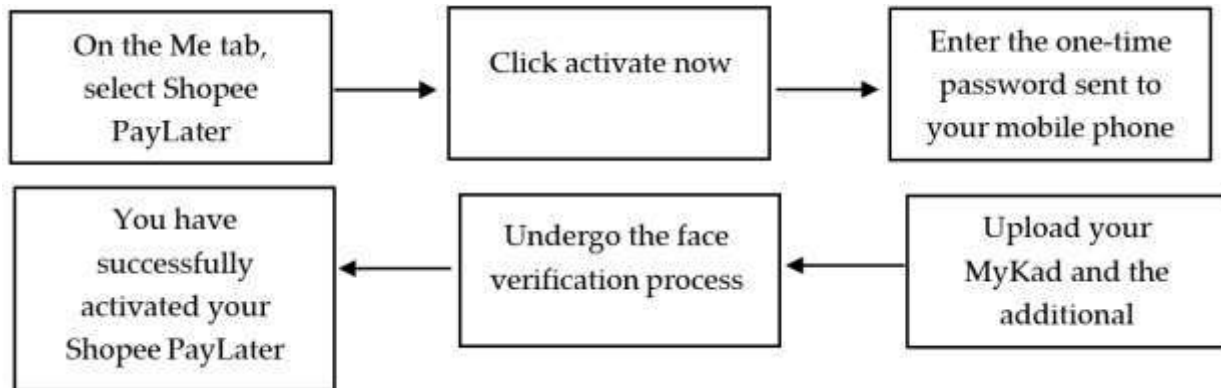 On the Me tab,
select Shopee
PayLater
Click activate now
Enter the one-time
password sent to
your mobile phone
Upload your
MyKad and the
additional
Undergo the face
verification process
You have
successfully
activated your
Shopee PayLater